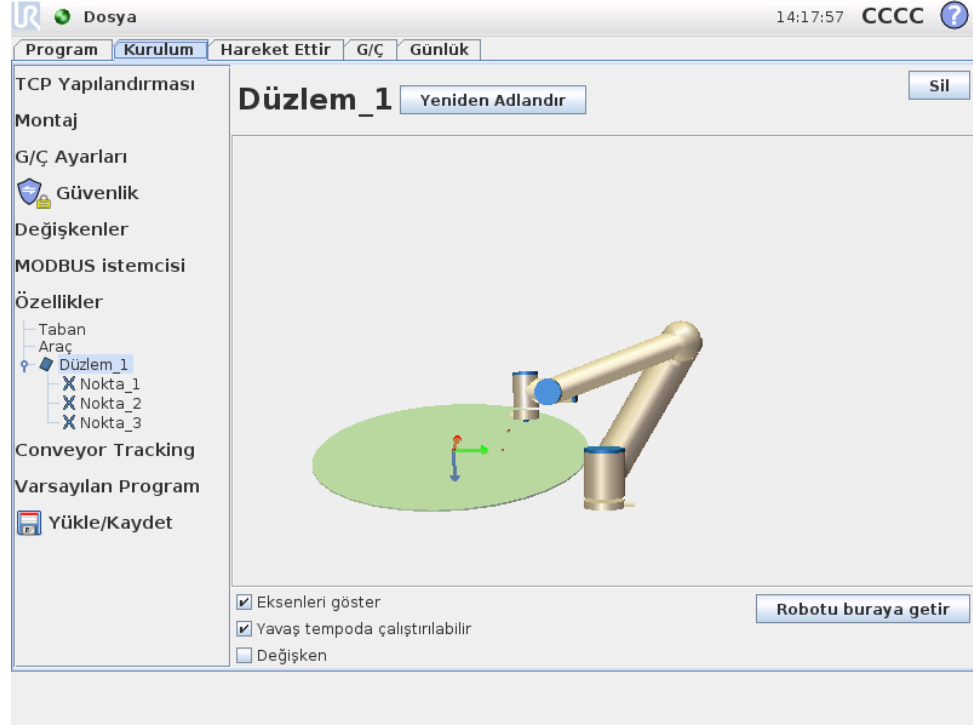 UR Dosya 14:17:57 CCCC ?
Program Kurulum Hareket Ettir G/Ç Günlük
TCP Yapılandırması
Montaj
G/Ç Ayarları
Güvenlik
Değişkenler
MODBUS istemcisi
Özellikler
Taban
Araç
Düzlem_1
Nokta_1
Nokta_2
Nokta_3
Conveyor Tracking
Varsayılan Program
Yükle/Kaydet
Düzlem_1 Yeniden Adlandır Sil
Eksenleri göster
Yavaş tempoda çalıştırılabilir
Değişken
Robotu buraya getir